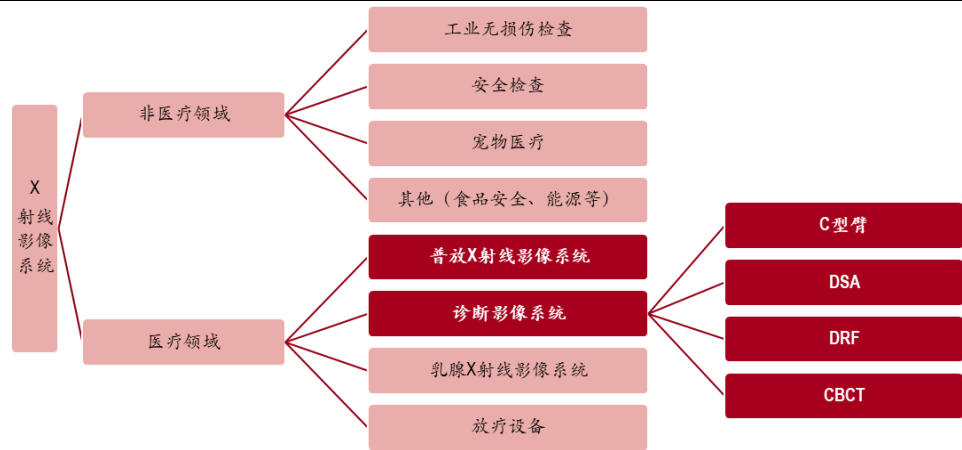 X
射线
影像
系统
非医疗领域
医疗领域
工业无损伤检查
安全检查
宠物医疗
其他（食品安全、能源等）
普放X射线影像系统
诊断影像系统
乳腺X射线影像系统
放疗设备
C型臂
DSA
DRF
CBCT